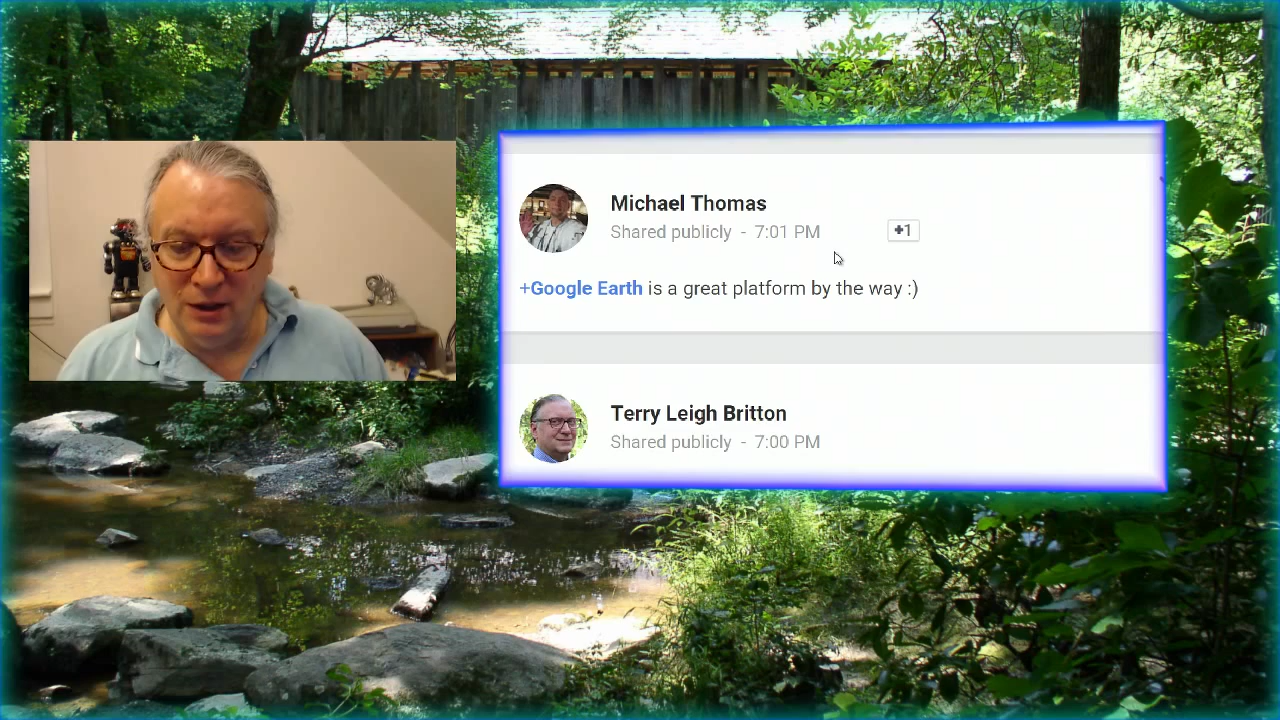 Michael Thomas
Shared publicly - 7:01 PM
+1
+Google Earth is a great platform by the way :)
Terry Leigh Britton
Shared publicly - 7:00 PM